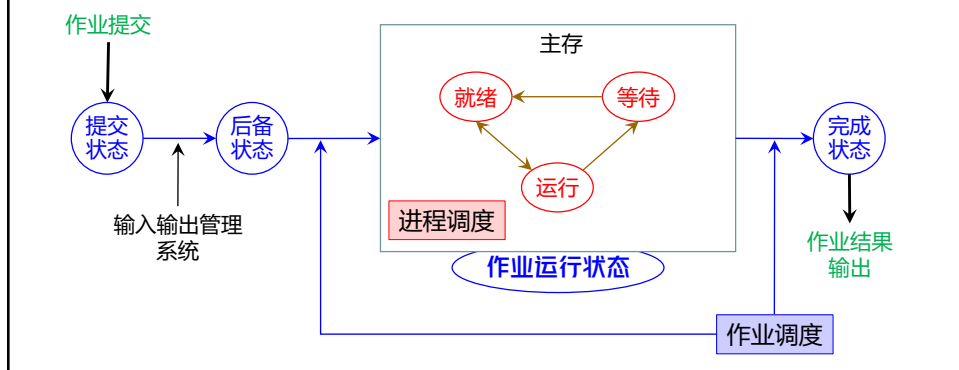 作业提交
主存
就绪
等待
提交
状态
后备
状态
完成
状态
运行
进程调度
输入输出管理
系统
作业结果
输出
作业运行状态
作业调度